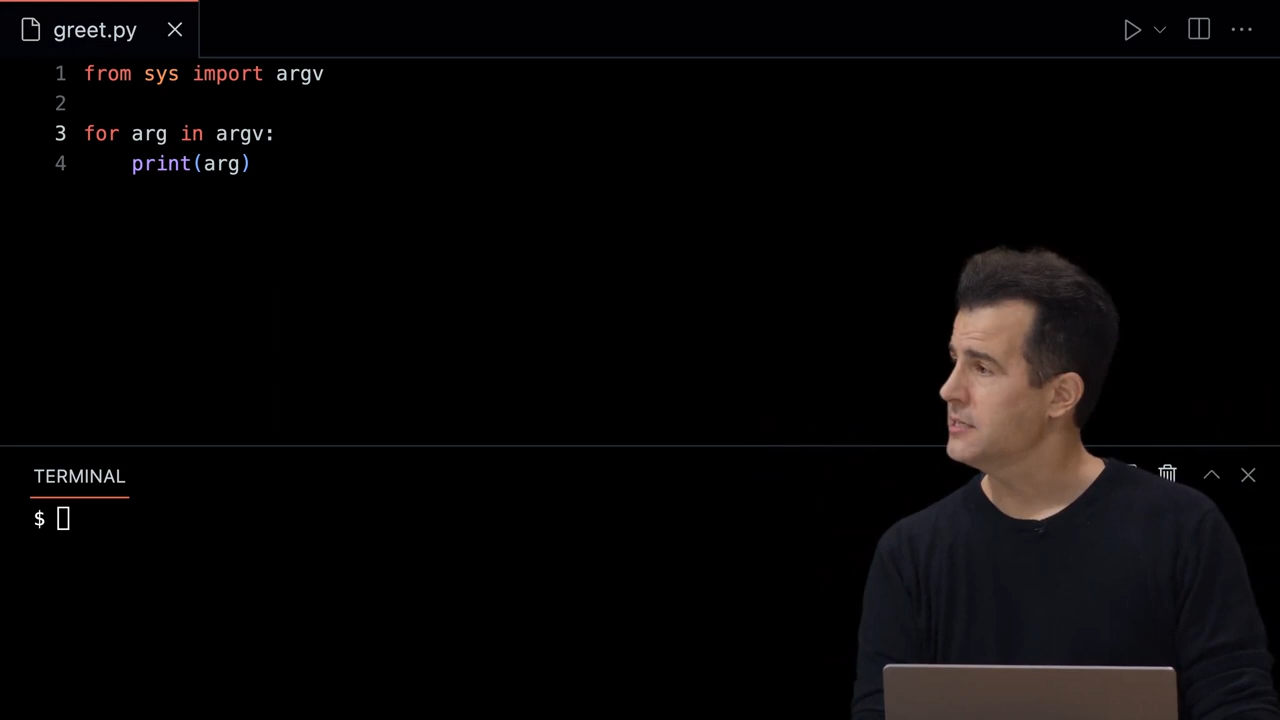 greet.py
1 from sys import argv
2
3 for arg in argv:
4     print(arg)
TERMINAL
$